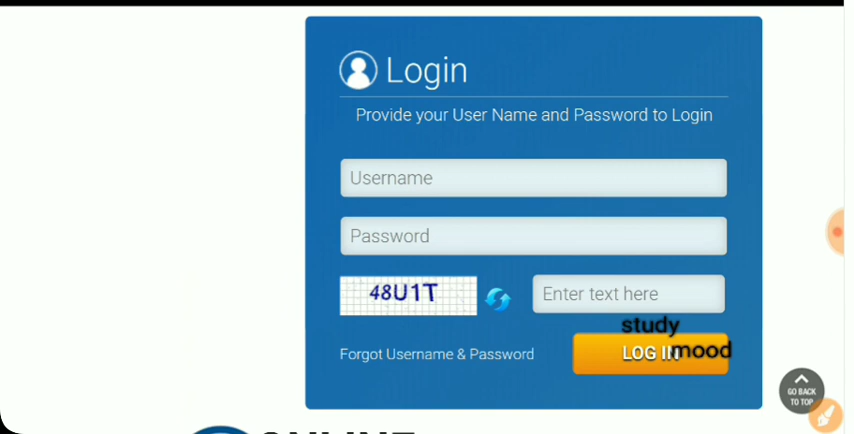 Login
Provide your User Name and Password to Login
Username
Password
48U1T
Enter text here
study
Forgot Username & Password
LOG IN
mood
GO BACK
TO TOP